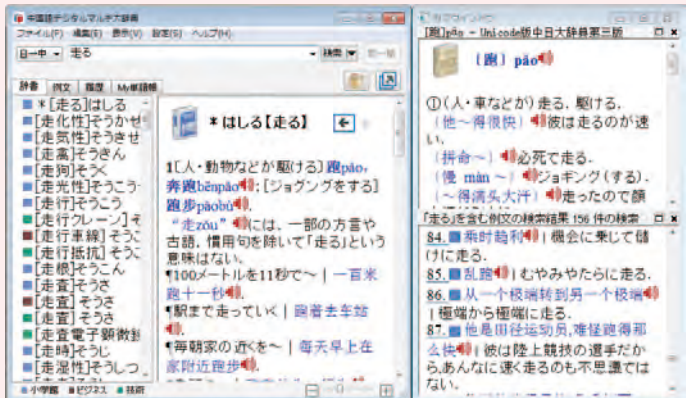 中国語デジタルマルチ大辞典
ファイル(F) 編集(E) 表示(V) 設定(S) ヘルプ(H)
日→中 走る 検索
辞書 例文 履歴 My単語帳
*[走る]はしる
[走化性]そうかせ
[走気性]そうきせ
[走禽]そうきん
[走狗]そうく
[走光性]そうこう
[走行]そうこう
[走行クレーン]そ
[走行車線]そうこ
[走行抵抗]そうこ
[走根]そうこん
[走査]そうさ
[走査]そうさ
[走査]そうさ
[走査電子顕微鏡
[走時]そうじ
[走湿性]そうしつ
小学館 ビジネス 技術
*はしる【走る】
1[人・動物などが駆ける]跑pǎo,
奔跑bēnpǎo;[ジョギングをする]
跑步pǎobù.
“走zǒu”には、一部の方言や
古語、慣用句を除いて「走る」という
意味はない.
¶100メートルを11秒で～|一百米
跑十一秒.
¶駅まで走っていく|跑着去车站
.
¶毎朝家の近くを～|每天早上在
家附近跑步.
[跑]pǎo - Unicode版中日大辞典第三版
〔跑〕pǎo
①(人・車などが)走る．駆ける．
(他～得很快)彼は走るのが速
い．
(拼命～)必死で走る．
(慢 màn ～)ジョギング(する)．
(～得满头大汗)走ったので顔
「走る」を含む例文の検索結果 156 件の検索
84. 乘时趋利|機会に乗じて儲
けに走る.
85. 乱跑|むやみやたらに走る.
86. 从一个极端转到另一个极端
|極端から極端に走る.
87. 他是田径运动员,难怪跑得那
么快|彼は陸上競技の選手だか
ら,あんなに速く走るのも不思議では
ない.